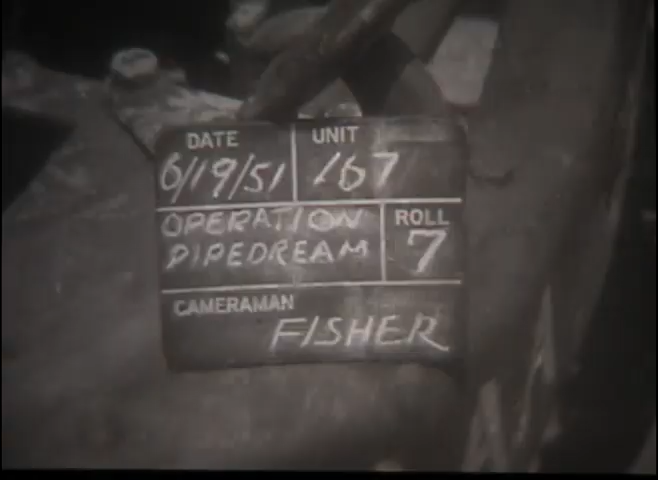 DATE UNIT
6/19/51 167
OPERATION ROLL
PIPEDREAM 7
CAMERAMAN
FISHER